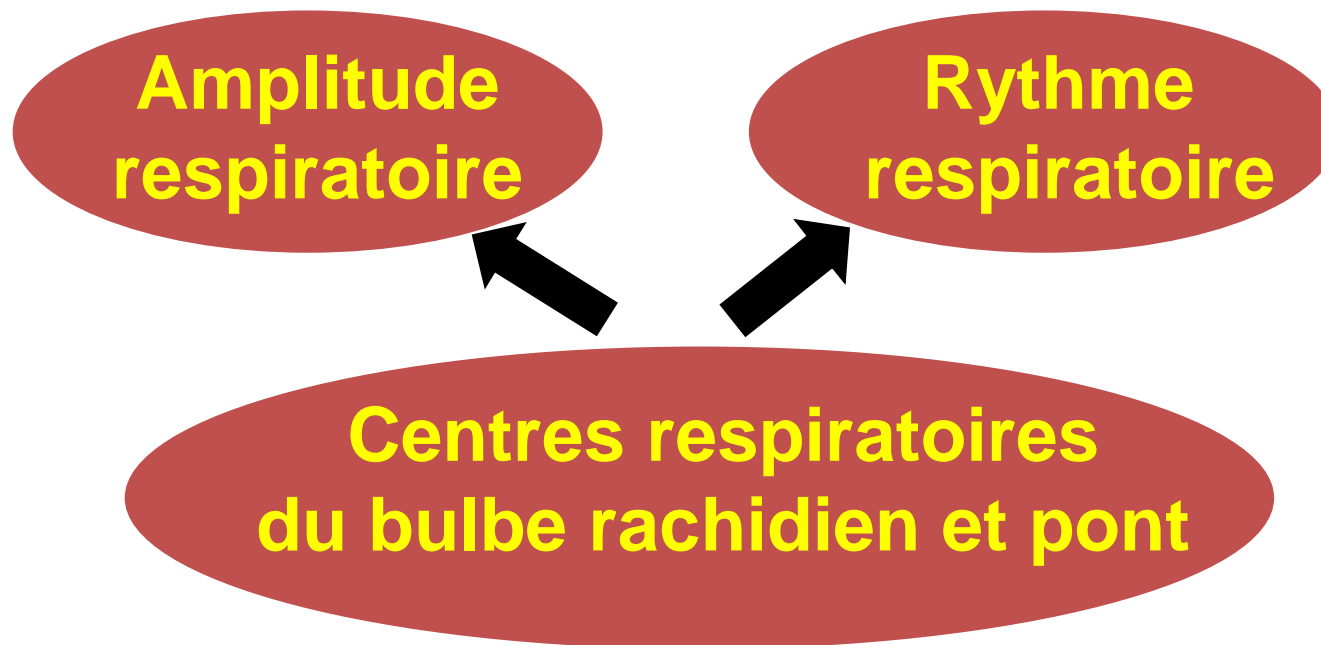 Amplitude
respiratoire
Rythme
respiratoire
Centres respiratoires
du bulbe rachidien et pont